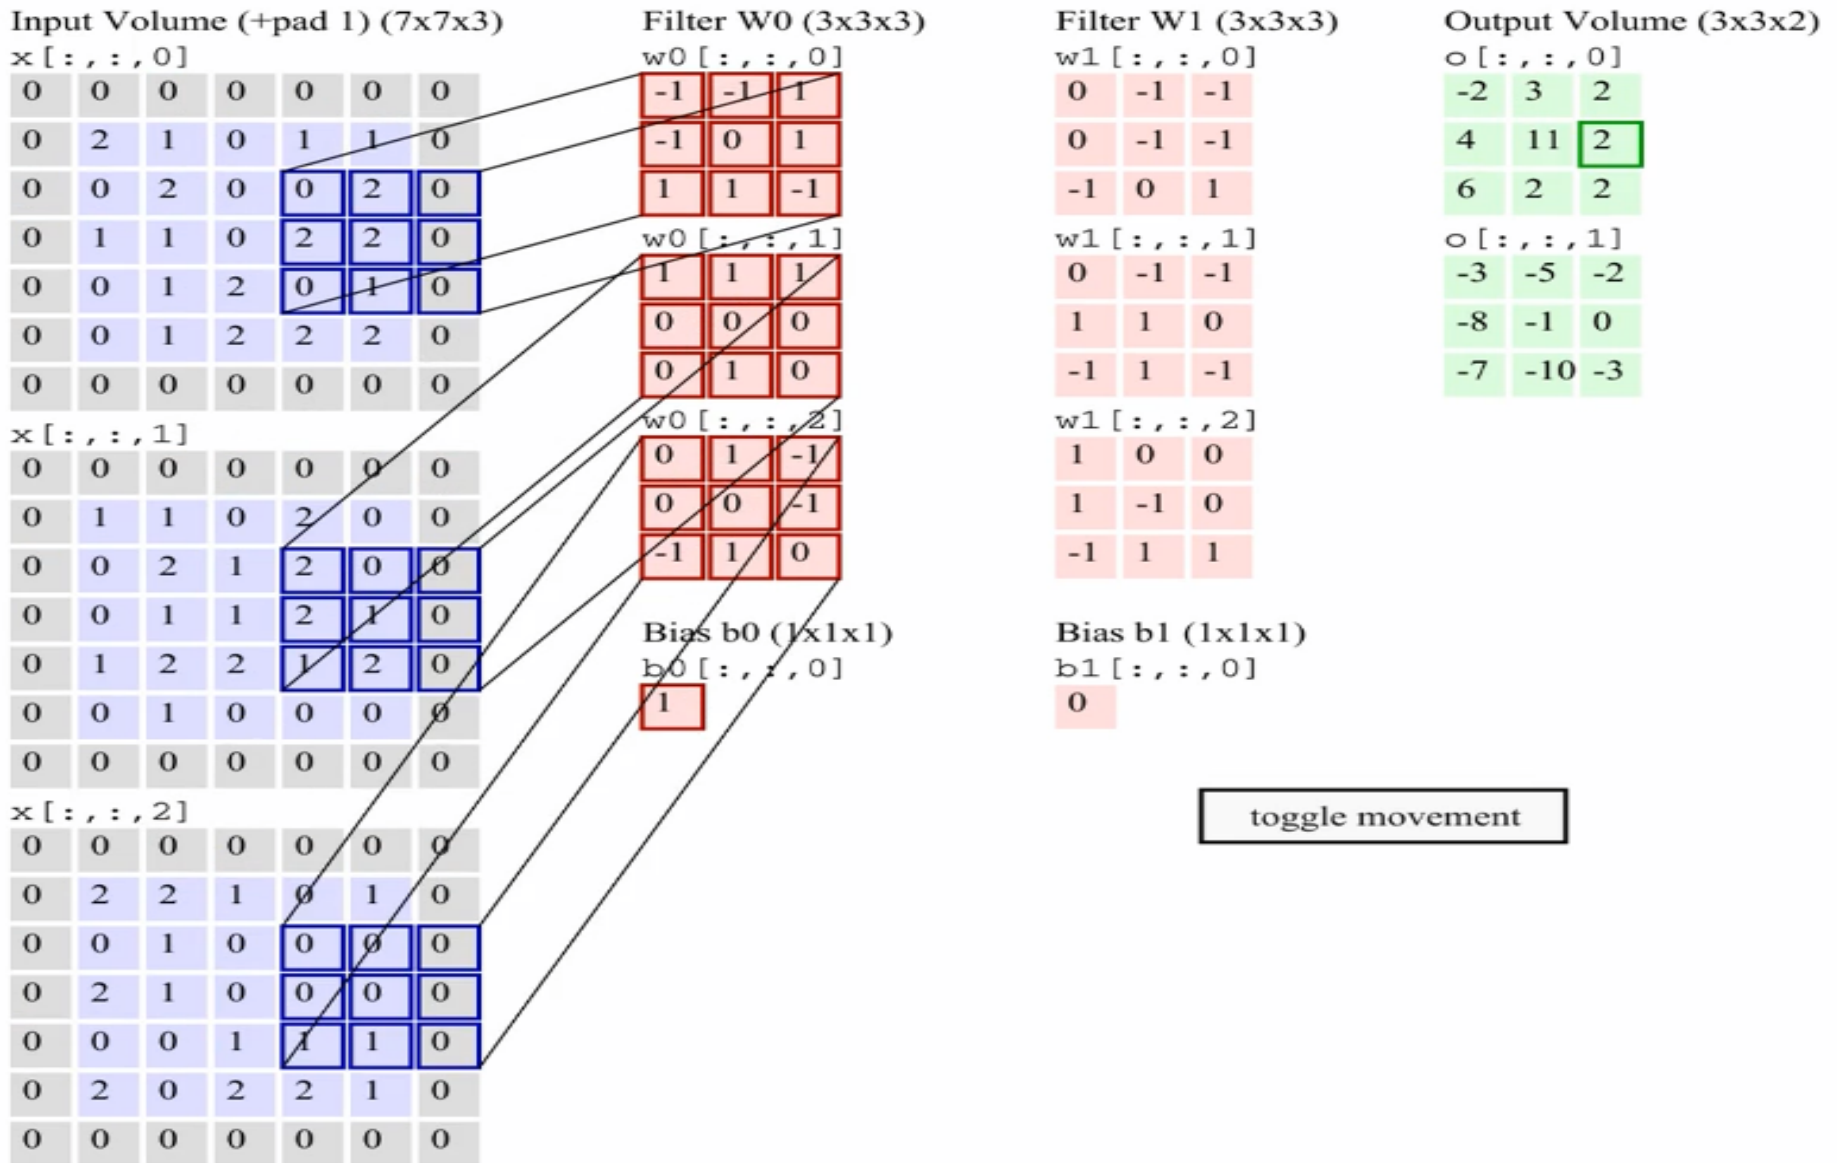 Input Volume (+pad 1) (7x7x3)
x[:,:,0]
0 0 0 0 0 0 0
0 2 1 0 1 1 0
0 0 2 0 0 2 0
0 1 1 0 2 2 0
0 0 1 2 0 1 0
0 0 1 2 2 2 0
0 0 0 0 0 0 0
x[:,:,1]
0 0 0 0 0 0 0
0 1 1 0 2 0 0
0 0 2 1 2 0 0
0 0 1 1 2 1 0
0 1 2 2 1 2 0
0 0 1 0 0 0 0
0 0 0 0 0 0 0
x[:,:,2]
0 0 0 0 0 0 0
0 2 2 1 0 1 0
0 0 1 0 0 0 0
0 2 1 0 0 0 0
0 0 0 1 1 1 0
0 2 0 2 2 1 0
0 0 0 0 0 0 0
Filter W0 (3x3x3)
w0[:,:,0]
-1 -1 1
-1 0 1
1 1 -1
w0[:,:,1]
1 1 1
0 0 0
0 1 0
w0[:,:,2]
0 1 -1
0 0 -1
-1 1 0
Bias b0 (1x1x1)
b0[:,:,0]
1
Filter W1 (3x3x3)
w1[:,:,0]
0 -1 -1
0 -1 -1
-1 0 1
w1[:,:,1]
0 -1 -1
1 1 0
-1 1 -1
w1[:,:,2]
1 0 0
1 -1 0
-1 1 1
Bias b1 (1x1x1)
b1[:,:,0]
0
Output Volume (3x3x2)
o[:,:,0]
-2 3 2
4 11 2
6 2 2
o[:,:,1]
-3 -5 -2
-8 -1 0
-7 -10 -3
toggle movement